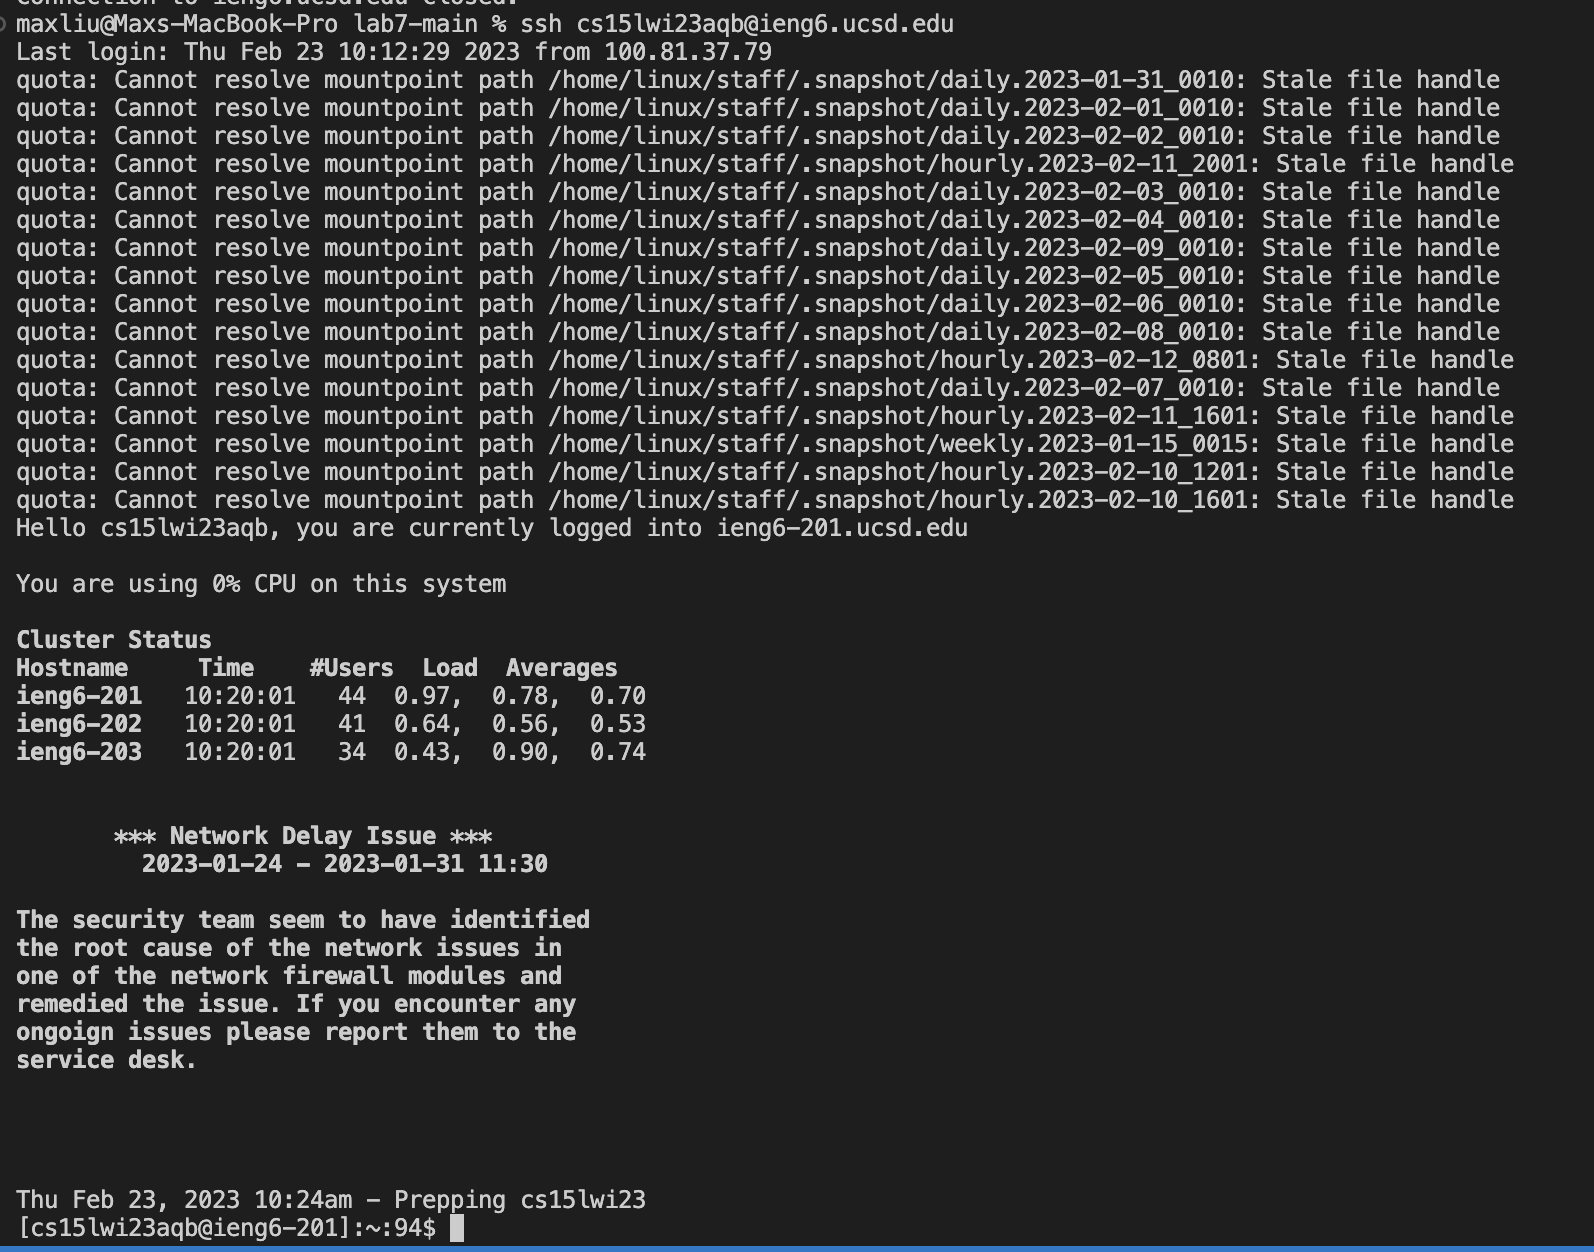 Connection to ieng6.ucsd.edu closed.
maxliu@Maxs-MacBook-Pro lab7-main % ssh cs15lwi23aqb@ieng6.ucsd.edu
Last login: Thu Feb 23 10:12:29 2023 from 100.81.37.79
quota: Cannot resolve mountpoint path /home/linux/staff/.snapshot/daily.2023-01-31_0010: Stale file handle
quota: Cannot resolve mountpoint path /home/linux/staff/.snapshot/daily.2023-02-01_0010: Stale file handle
quota: Cannot resolve mountpoint path /home/linux/staff/.snapshot/daily.2023-02-02_0010: Stale file handle
quota: Cannot resolve mountpoint path /home/linux/staff/.snapshot/hourly.2023-02-11_2001: Stale file handle
quota: Cannot resolve mountpoint path /home/linux/staff/.snapshot/daily.2023-02-03_0010: Stale file handle
quota: Cannot resolve mountpoint path /home/linux/staff/.snapshot/daily.2023-02-04_0010: Stale file handle
quota: Cannot resolve mountpoint path /home/linux/staff/.snapshot/daily.2023-02-09_0010: Stale file handle
quota: Cannot resolve mountpoint path /home/linux/staff/.snapshot/daily.2023-02-05_0010: Stale file handle
quota: Cannot resolve mountpoint path /home/linux/staff/.snapshot/daily.2023-02-06_0010: Stale file handle
quota: Cannot resolve mountpoint path /home/linux/staff/.snapshot/daily.2023-02-08_0010: Stale file handle
quota: Cannot resolve mountpoint path /home/linux/staff/.snapshot/hourly.2023-02-12_0801: Stale file handle
quota: Cannot resolve mountpoint path /home/linux/staff/.snapshot/daily.2023-02-07_0010: Stale file handle
quota: Cannot resolve mountpoint path /home/linux/staff/.snapshot/hourly.2023-02-11_1601: Stale file handle
quota: Cannot resolve mountpoint path /home/linux/staff/.snapshot/weekly.2023-01-15_0015: Stale file handle
quota: Cannot resolve mountpoint path /home/linux/staff/.snapshot/hourly.2023-02-10_1201: Stale file handle
quota: Cannot resolve mountpoint path /home/linux/staff/.snapshot/hourly.2023-02-10_1601: Stale file handle
Hello cs15lwi23aqb, you are currently logged into ieng6-201.ucsd.edu
You are using 0% CPU on this system
Cluster Status
Hostname     Time    #Users  Load  Averages
ieng6-201   10:20:01   44  0.97,  0.78,  0.70
ieng6-202   10:20:01   41  0.64,  0.56,  0.53
ieng6-203   10:20:01   34  0.43,  0.90,  0.74
*** Network Delay Issue ***
2023-01-24 - 2023-01-31 11:30
The security team seem to have identified
the root cause of the network issues in
one of the network firewall modules and
remedied the issue. If you encounter any
ongoign issues please report them to the
service desk.
Thu Feb 23, 2023 10:24am - Prepping cs15lwi23
[cs15lwi23aqb@ieng6-201]:~:94$